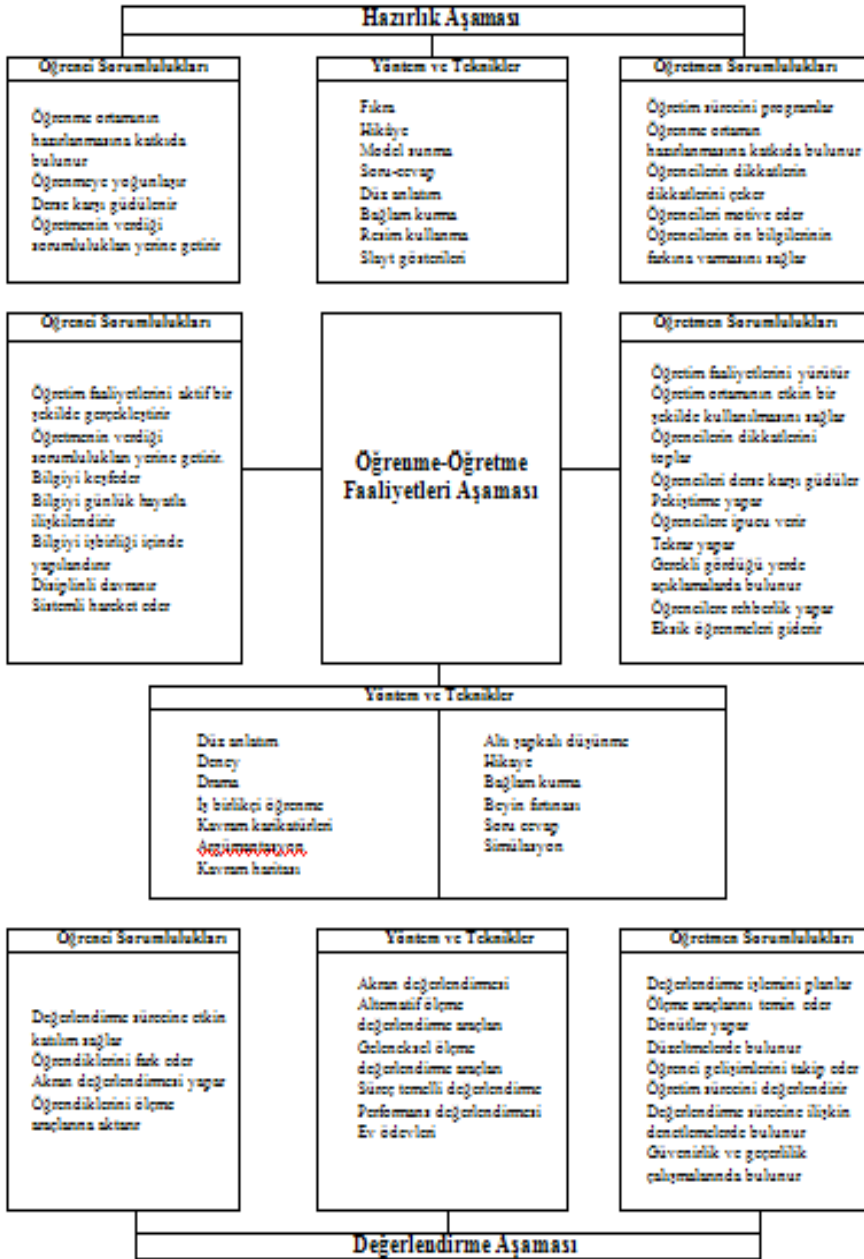 Hazırlık Aşaması
Öğrenci Sorumlulukları
Öğrenme ortamının
hazırlanmasına katkıda
bulunur
Öğrenmeye yoğunlaşır
Derse karşı güdülenir
Öğretmenin verdiği
sorumlulukları yerine getirir
Yöntem ve Teknikler
Fıkra
Hikâye
Model sunma
Soru-cevap
Düz anlatım
Bağlam kurma
Resim kullanma
Slayt gösterileri
Öğretmen Sorumlulukları
Öğretim sürecini programlar
Öğrenme ortamın
hazırlanmasına katkıda bulunur
Öğrencilerin dikkatlerin
dikkatlerini çeker
Öğrencileri motive eder
Öğrencilerin ön bilgilerinin
farkına varmasını sağlar
Öğrenci Sorumlulukları
Öğretim faaliyetlerini aktif bir
şekilde gerçekleştirir
Öğretmenin verdiği
sorumlulukları yerine getirir.
Bilgiyi keşfeder
Bilgiyi günlük hayatla
ilişkilendirir
Bilgiyi işbirliği içinde
yapılandırır
Disiplinli davranır
Sistemli hareket eder
Öğrenme-Öğretme
Faaliyetleri Aşaması
Öğretmen Sorumlulukları
Öğretim faaliyetlerini yürütür
Öğretim ortamının etkin bir
şekilde kullanılmasını sağlar
Öğrencilerin dikkatlerini
toplar
Öğrencileri derse karşı güdüler
Pekiştirme yapar
Öğrencilere ipucu verir
Tekrar yapar
Gerekli gördüğü yerde
açıklamalarda bulunur
Öğrencilere rehberlik yapar
Eksik öğrenmeleri giderir
Yöntem ve Teknikler
Düz anlatım
Deney
Drama
İş birlikçi öğrenme
Kavram karikatürleri
Argümentasyon
Kavram haritası
Altı şapkalı düşünme
Hikaye
Bağlam kurma
Beyin fırtınası
Soru cevap
Simülasyon
Öğrenci Sorumlulukları
Değerlendirme sürecine etkin
katılım sağlar
Öğrendiklerini fark eder
Akran değerlendirmesi yapar
Öğrendiklerini ölçme
araçlarına aktarır
Yöntem ve Teknikler
Akran değerlendirmesi
Alternatif ölçme
değerlendirme araçları
Geleneksel ölçme
değerlendirme araçları
Süreç temelli değerlendirme
Performans değerlendirmesi
Ev ödevleri
Öğretmen Sorumlulukları
Değerlendirme işlemini planlar
Ölçme araçlarını temin eder
Dönütler yapar
Düzeltmelerde bulunur
Öğrenci gelişimlerini takip eder
Öğretim sürecini değerlendirir
Değerlendirme sürecine ilişkin
denetlemelerde bulunur
Güvenirlik ve geçerlilik
çalışmalarında bulunur
Değerlendirme Aşaması